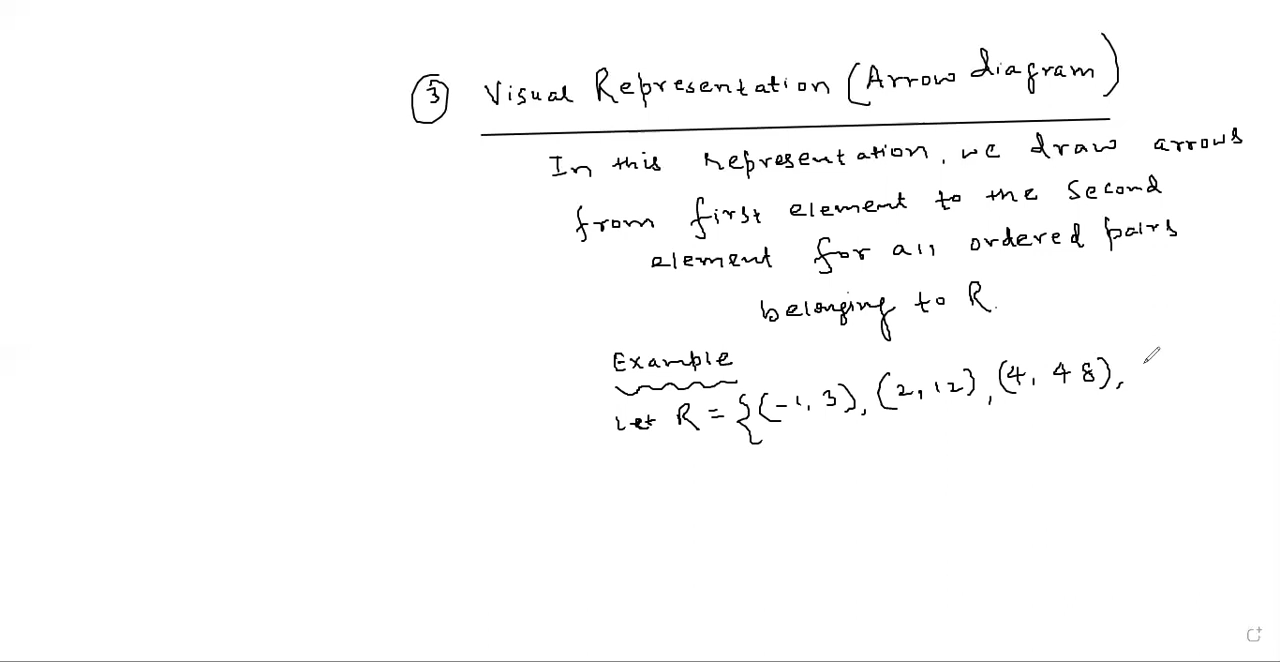 ③ Visual Representation (Arrow diagram)
In this representation, we draw arrows
from first element to the second
element for all ordered pairs
belonging to R.
Example
Let R = {(-1, 3), (2, 12), (4, 48),